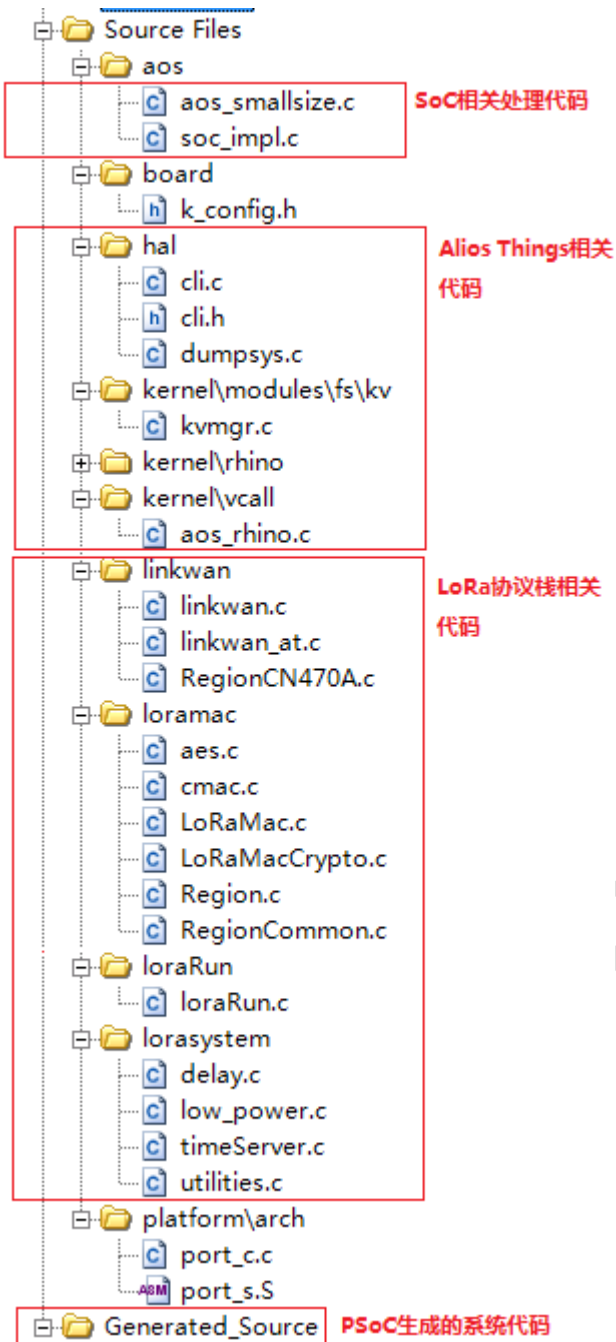 Source Files
aos
aos_smallsize.c
SoC相关处理代码
soc_impl.c
board
k_config.h
hal
Alios Things相关
代码
cli.c
cli.h
dumpsys.c
kernel\modules\fs\kv
kvmgr.c
kernel\rhino
kernel\vcall
aos_rhino.c
linkwan
LoRa协议栈相关
代码
linkwan.c
linkwan_at.c
RegionCN470A.c
loramac
aes.c
cmac.c
LoRaMac.c
LoRaMacCrypto.c
Region.c
RegionCommon.c
loraRun
loraRun.c
lorasystem
delay.c
low_power.c
timeServer.c
utilities.c
platform\arch
port_c.c
port_s.S
Generated_Source
PSoC生成的系统代码